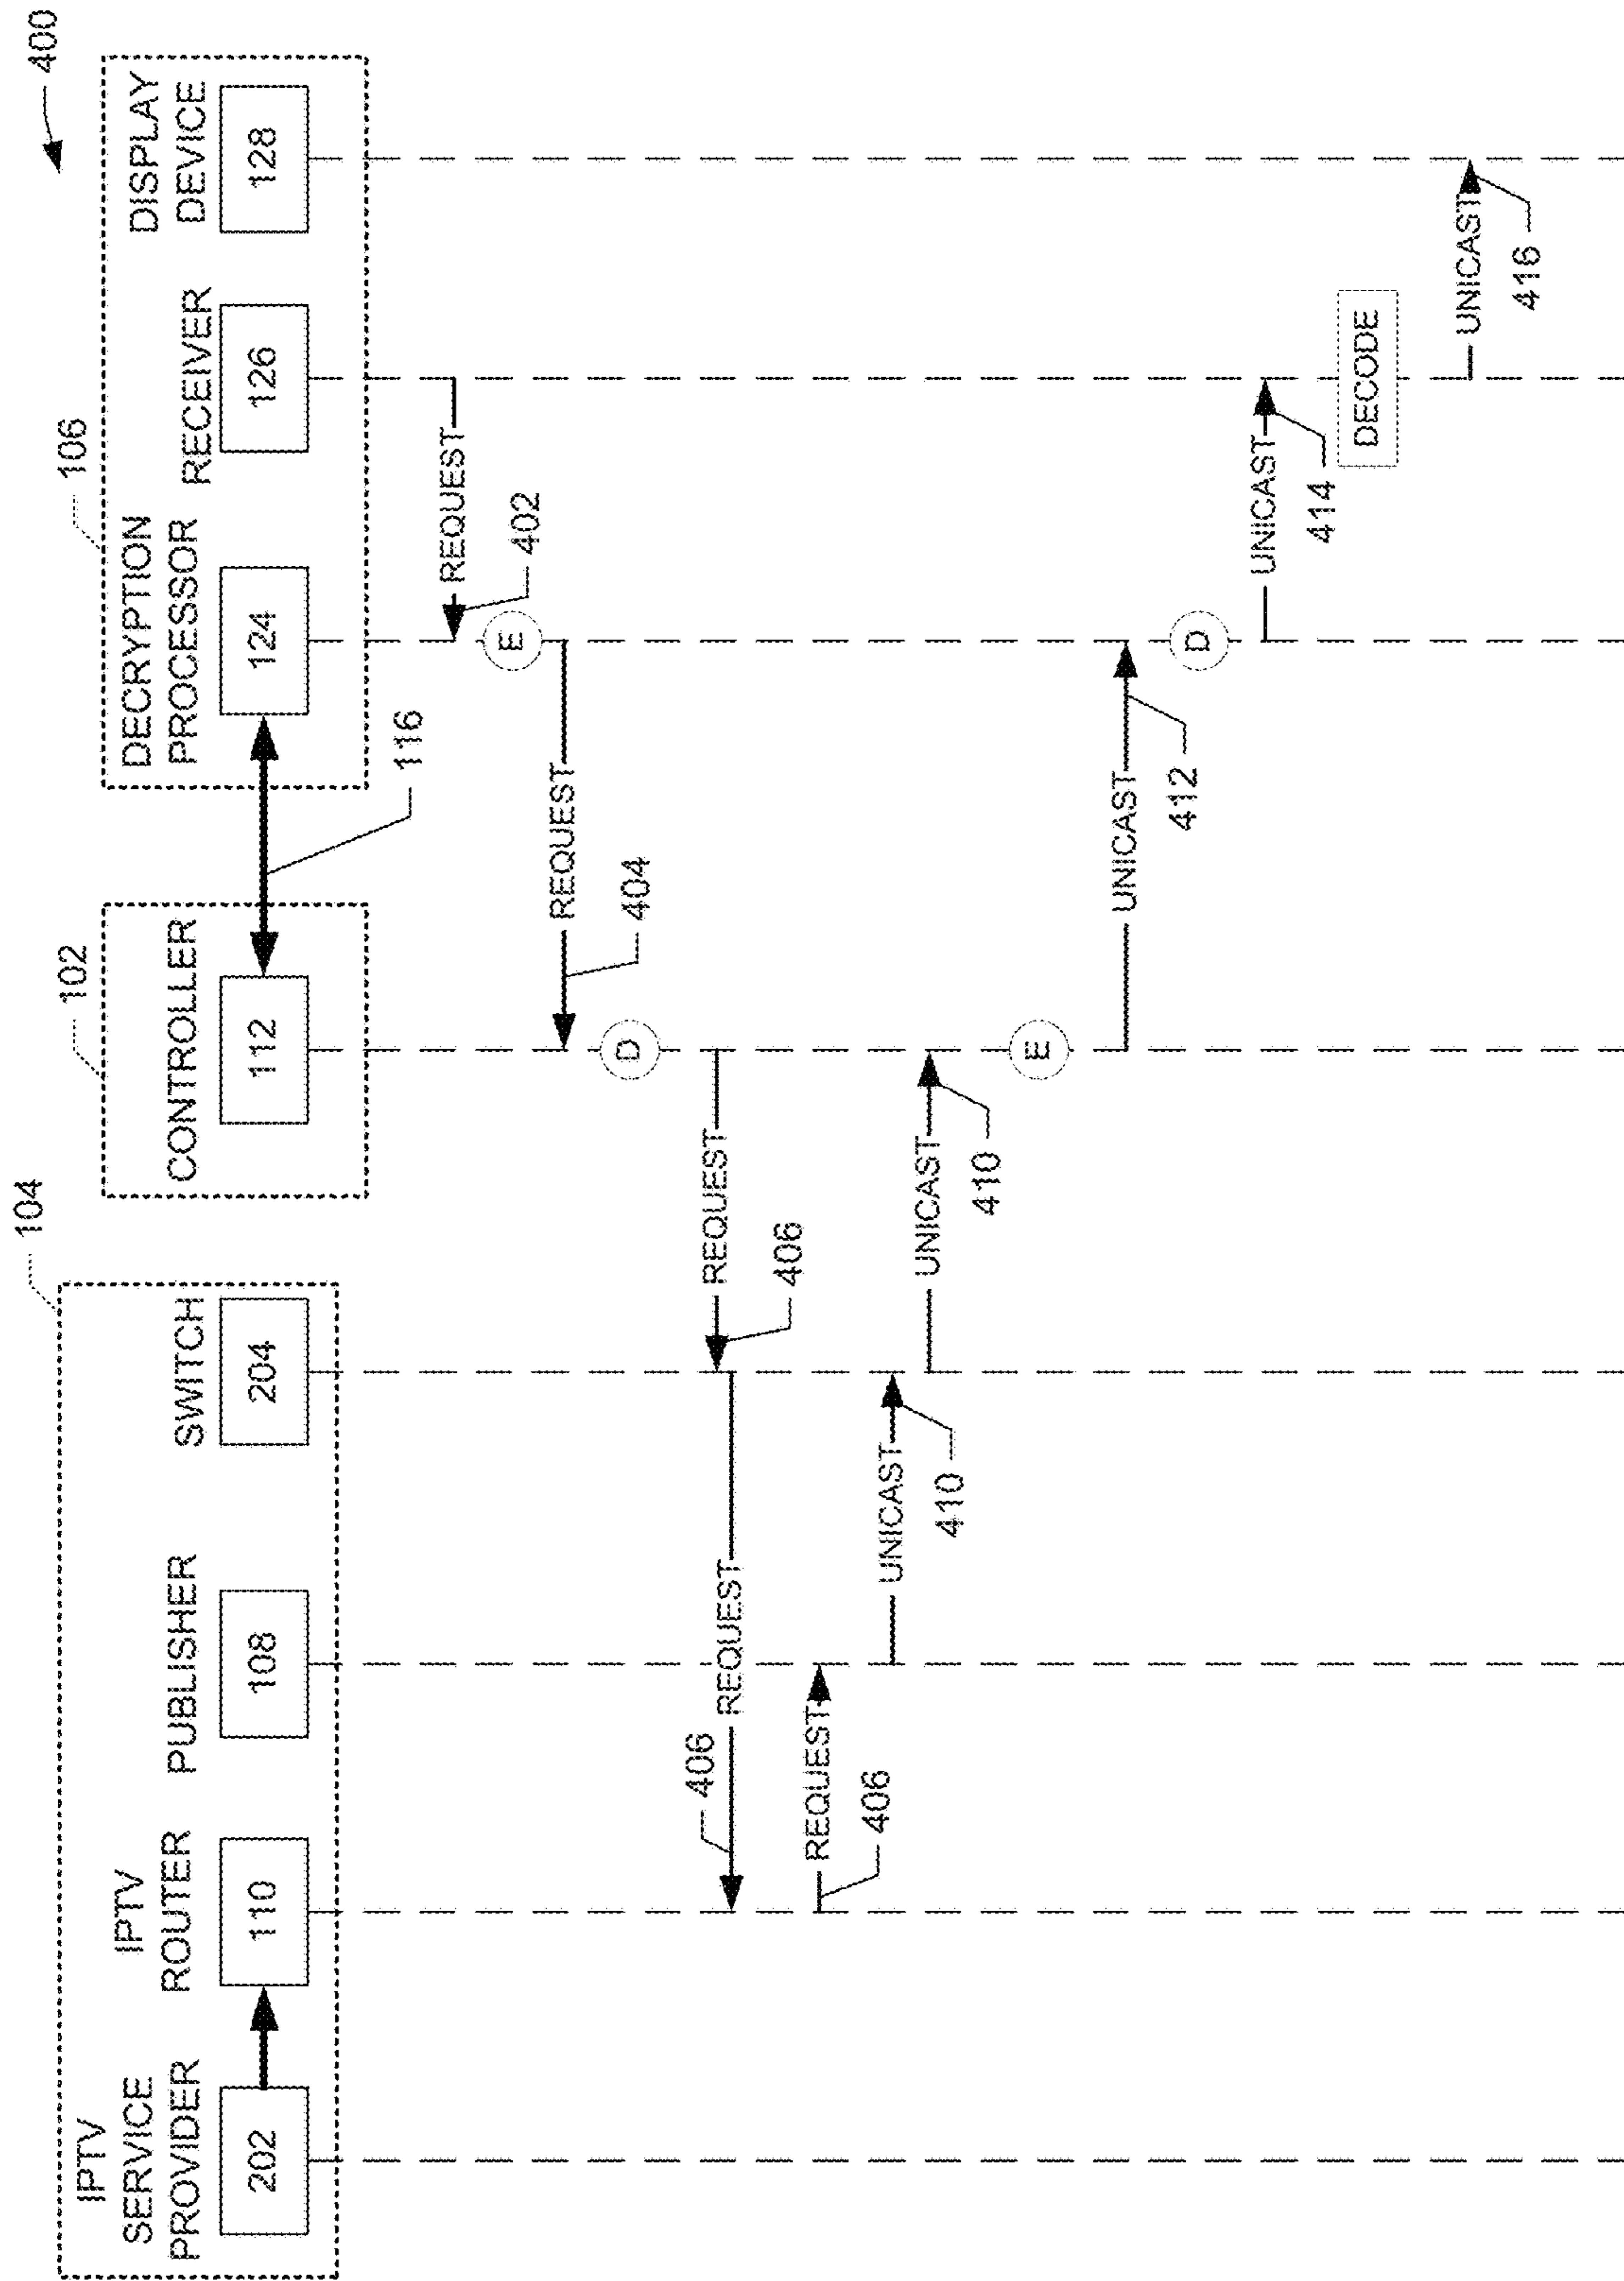 400
104
102
106
IPTV
SERVICE
PROVIDER
202
IPTV
ROUTER
110
PUBLISHER
108
SWITCH
204
CONTROLLER
112
116
DECRYPTION
PROCESSOR
124
RECEIVER
126
DISPLAY
DEVICE
128
REQUEST
402
E
REQUEST
404
D
REQUEST
406
REQUEST
406
REQUEST
406
UNICAST
410
UNICAST
410
E
UNICAST
412
D
UNICAST
414
DECODE
UNICAST
416